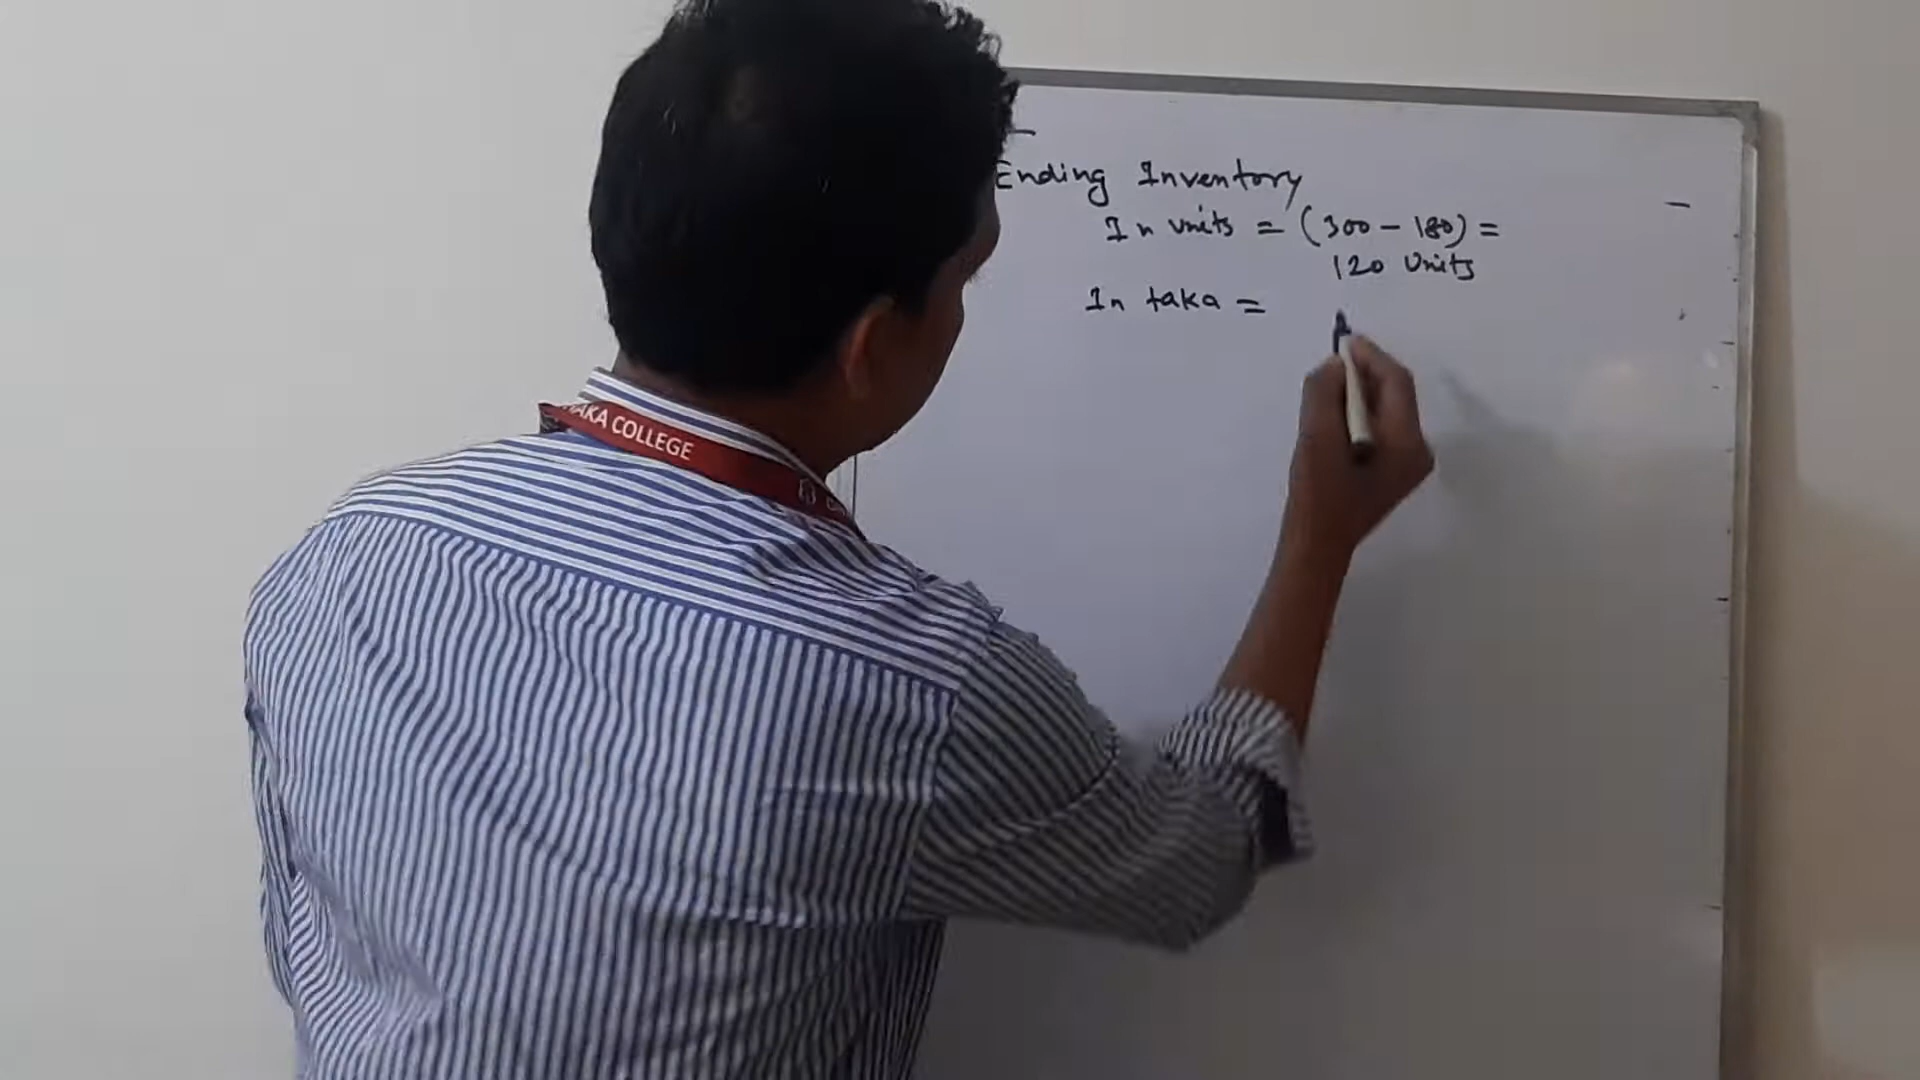 Ending Inventory
In units = (300 - 180) =
120 Units
In taka =
AKA COLLEGE